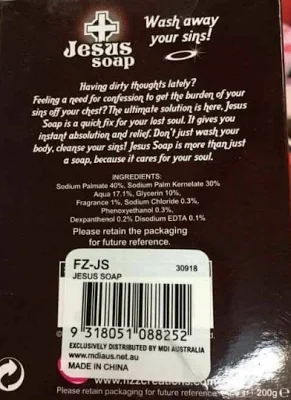 Jesus
soap
Wash away
your sins!
Having dirty thoughts lately?
Feeling a need for confession to get the burden of your
sins off your chest? The ultimate solution is here, Jesus
Soap is a quick fix for your lost soul. It gives you
instant absolution and relief. Don't just wash your
body, cleanse your sins! Jesus Soap is more than just
a soap, because it cares for your soul.
INGREDIENTS:
Sodium Palmate 40%, Sodium Palm Kernelate 30%
Aqua 17.1%, Glycerin 10%,
Fragrance 1%, Sodium Chloride 0.3%,
Phenoxyethanol 0.3%,
Dexpanthenol 0.2% Disodium EDTA 0.1%
Please retain the packaging
for future reference.
FZ-JS
30918
JESUS SOAP
9 318051 088252
EXCLUSIVELY DISTRIBUTED BY MDI AUSTRALIA
www.mdiaus.net.au
MADE IN CHINA
www.fizzcreations.com
Please retain packaging for future reference.
200g e